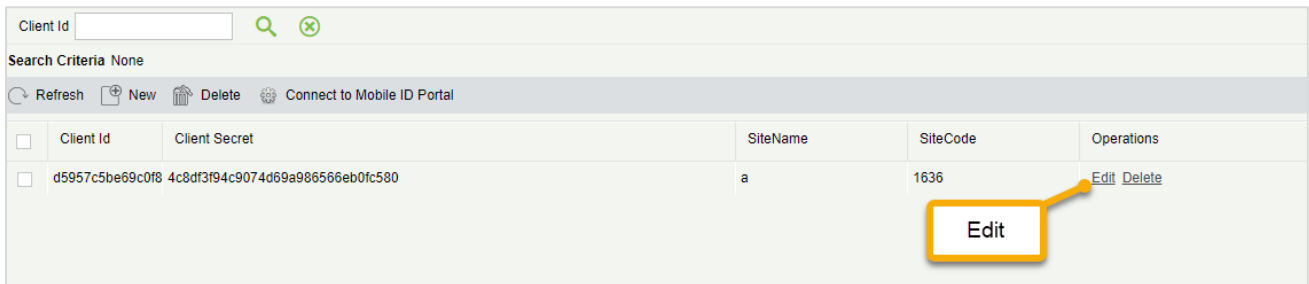 Client Id
Search Criteria None
Refresh New Delete Connect to Mobile ID Portal
Client Id Client Secret SiteName SiteCode Operations
d5957c5be69c0f8 4c8df3f94c9074d69a986566eb0fc580 a 1636 Edit Delete
Edit